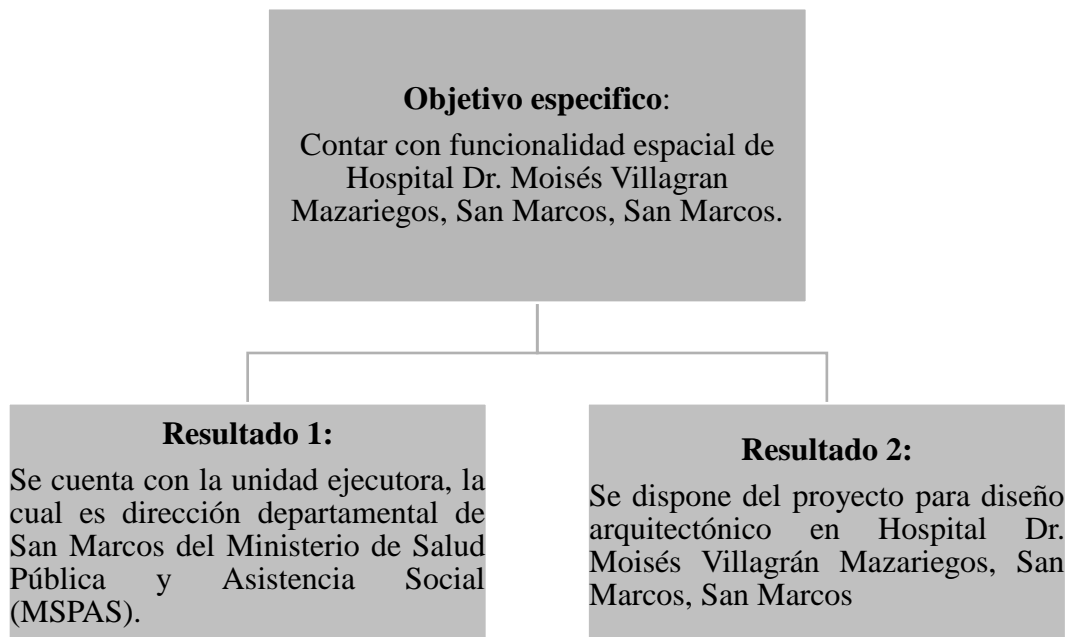 Objetivo especifico:
Contar con funcionalidad espacial de
Hospital Dr. Moisés Villagran
Mazariegos, San Marcos, San Marcos.
Resultado 1:
Se cuenta con la unidad ejecutora, la
cual es dirección departamental de
San Marcos del Ministerio de Salud
Pública y Asistencia Social
(MSPAS).
Resultado 2:
Se dispone del proyecto para diseño
arquitectónico en Hospital Dr.
Moisés Villagrán Mazariegos, San
Marcos, San Marcos